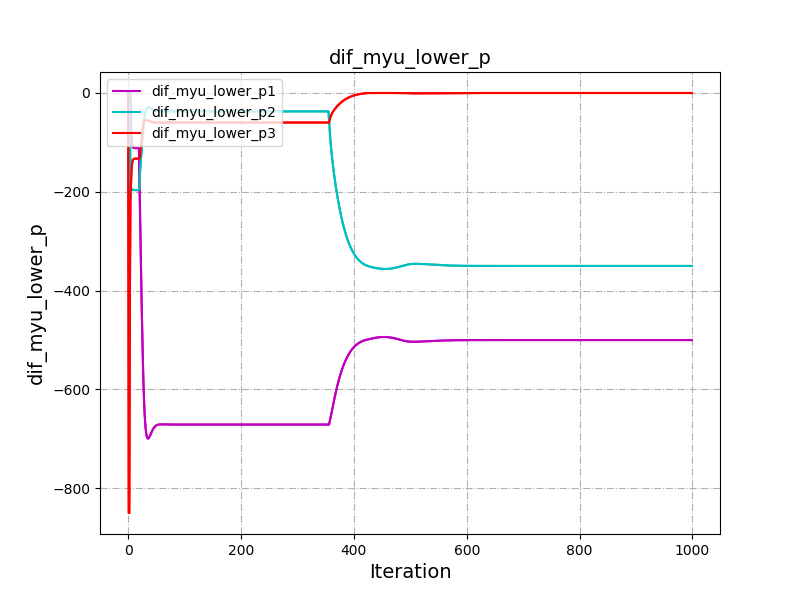 dif_myu_lower_p
dif_myu_lower_p
0
−200
−400
−600
−800
dif_myu_lower_p1
dif_myu_lower_p2
dif_myu_lower_p3
0 200 400 600 800 1000
Iteration